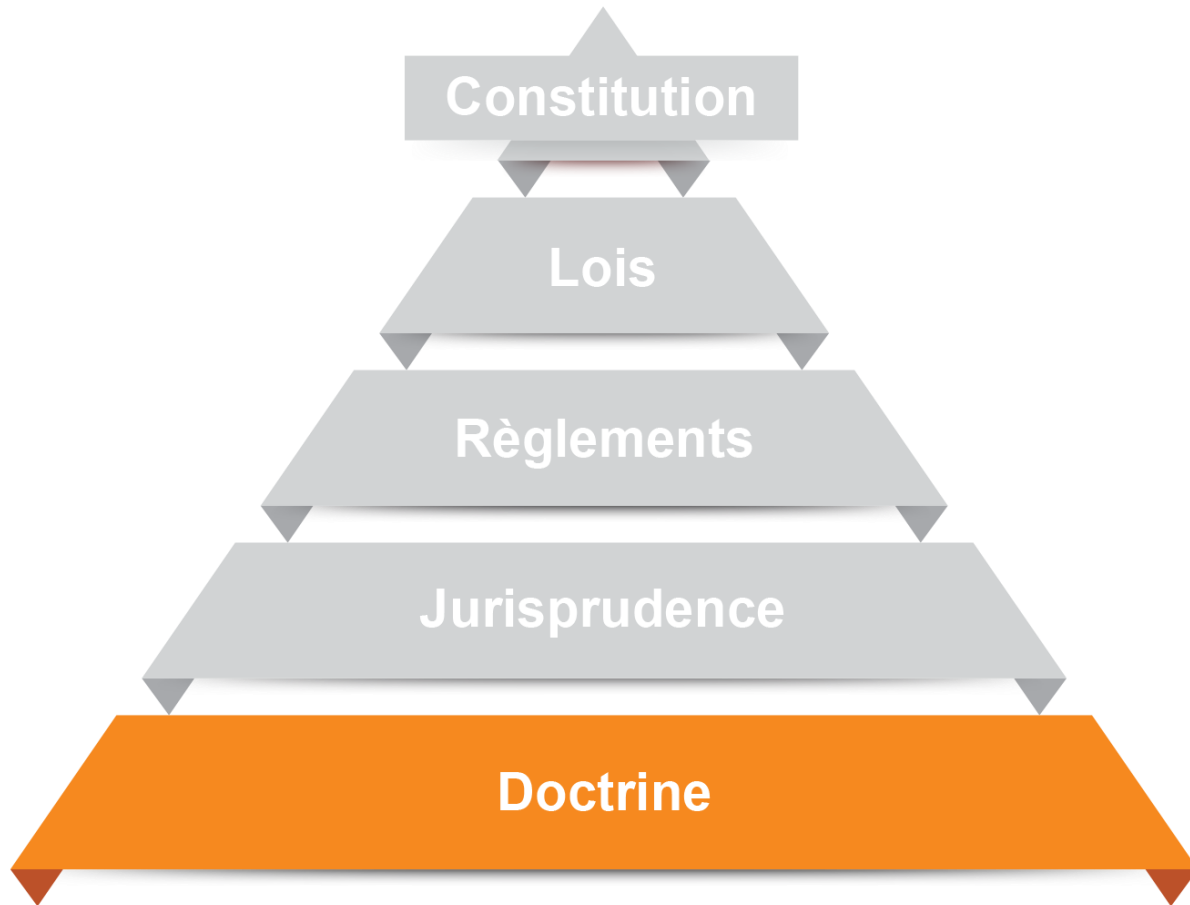 Constitution
Lois
Règlements
Jurisprudence
Doctrine